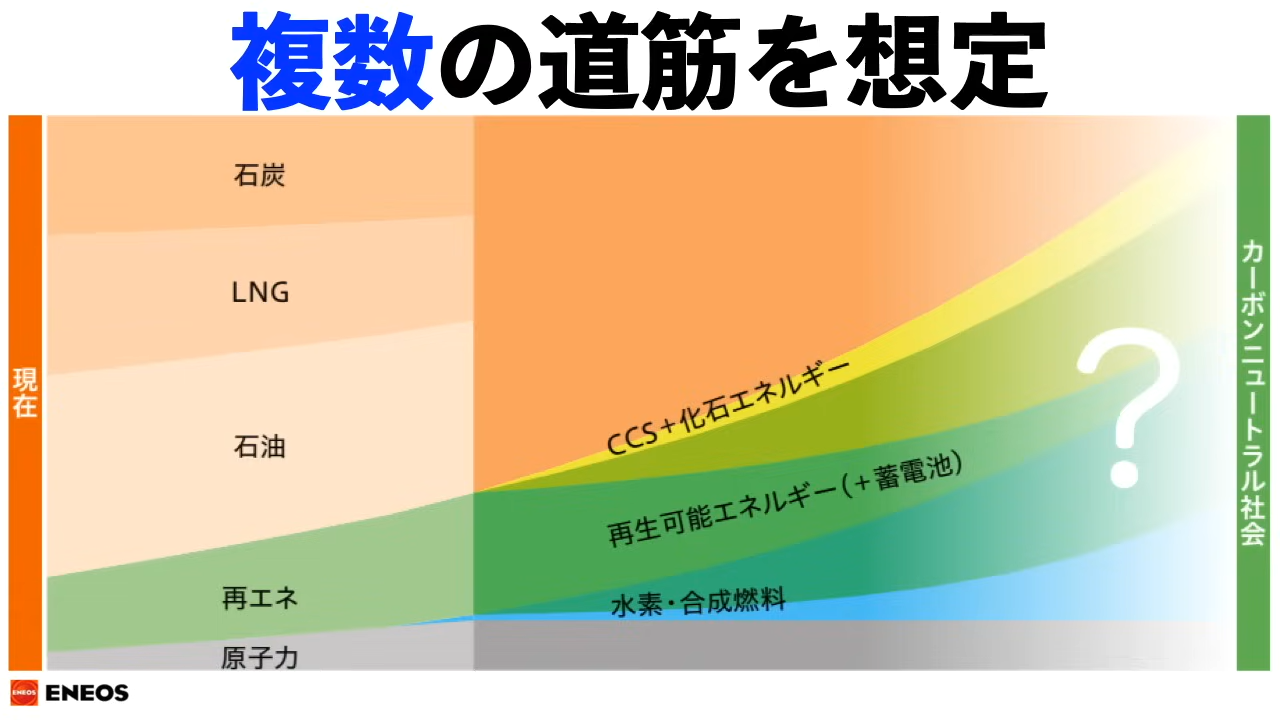 複数の道筋を想定
現在
石炭
LNG
石油
再エネ
原子力
CCS+化石エネルギー
再生可能エネルギー(+蓄電池)
水素・合成燃料
?
カーボンニュートラル社会
ENEOS
ENEOS